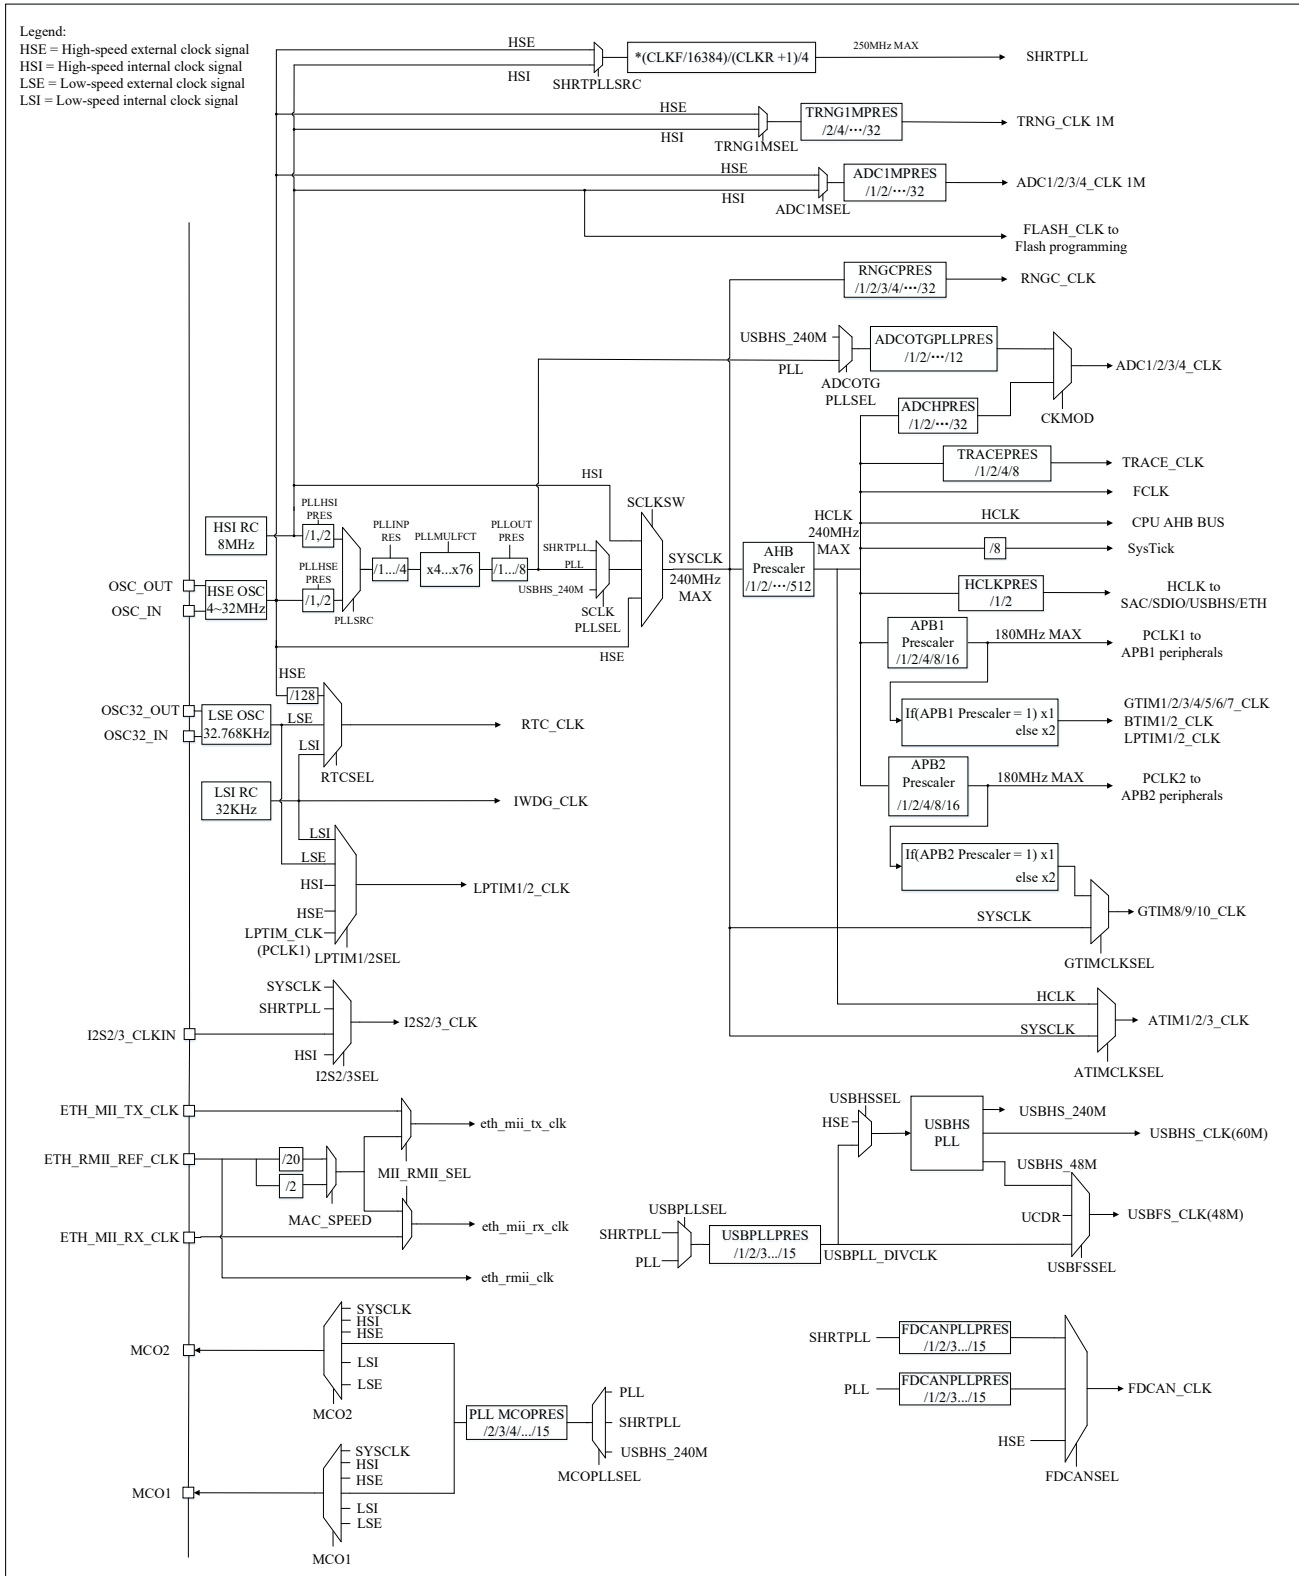 Legend:
HSE = High-speed external clock signal
HSI = High-speed internal clock signal
LSE = Low-speed external clock signal
LSI = Low-speed internal clock signal
HSE
HSI
SHRTPLLSRC
*(CLKF/16384)/(CLKR +1)/4
250MHz MAX
SHRTPLL
HSE
HSI
TRNG1MSEL
TRNG1MPRES
/2/4/···/32
TRNG_CLK 1M
HSE
HSI
ADC1MSEL
ADC1MPRES
/1/2/···/32
ADC1/2/3/4_CLK 1M
FLASH_CLK to
Flash programming
RNGCPRES
/1/2/3/4/···/32
RNGC_CLK
USBHS_240M
PLL
ADCOTG
PLLSEL
ADCOTGPLLPRES
/1/2/···/12
ADC1/2/3/4_CLK
ADCHPRES
/1/2/···/32
CKMOD
TRACEPRES
/1/2/4/8
TRACE_CLK
FCLK
HCLK
CPU AHB BUS
/8
SysTick
HCLKPRES
/1/2
HCLK to
SAC/SDIO/USBHS/ETH
HSI RC
8MHz
PLLHSI
PRES
/1,/2
OSC_OUT
OSC_IN
HSE OSC
4~32MHz
PLLHSE
PRES
/1,/2
PLLSRC
PLLINP
RES
/1.../4
PLLMULFCT
x4...x76
PLLOUT
PRES
/1.../8
HSI
SHRTPLL
PLL
USBHS_240M
SCLK
PLLSEL
HSE
SCLKSW
SYSCLK
240MHz
MAX
AHB
Prescaler
/1/2/···/512
HCLK
240MHz
MAX
APB1
Prescaler
/1/2/4/8/16
180MHz MAX
PCLK1 to
APB1 peripherals
If(APB1 Prescaler = 1) x1
else x2
GTIM1/2/3/4/5/6/7_CLK
BTIM1/2_CLK
LPTIM1/2_CLK
APB2
Prescaler
/1/2/4/8/16
180MHz MAX
PCLK2 to
APB2 peripherals
If(APB2 Prescaler = 1) x1
else x2
SYSCLK
GTIM8/9/10_CLK
GTIMCLKSEL
HCLK
SYSCLK
ATIM1/2/3_CLK
ATIMCLKSEL
HSE
/128
OSC32_OUT
OSC32_IN
LSE OSC
32.768KHz
LSE
LSI
RTC_CLK
RTCSEL
LSI RC
32KHz
IWDG_CLK
LSI
LSE
HSI
HSE
LPTIM_CLK
(PCLK1)
LPTIM1/2_CLK
LPTIM1/2SEL
SYSCLK
SHRTPLL
I2S2/3_CLKIN
HSI
I2S2/3_CLK
I2S2/3SEL
ETH_MII_TX_CLK
eth_mii_tx_clk
ETH_RMII_REF_CLK
/20
/2
MAC_SPEED
MII_RMII_SEL
ETH_MII_RX_CLK
eth_mii_rx_clk
eth_rmii_clk
USBHSSEL
HSE
USBHS
PLL
USBHS_240M
USBHS_CLK(60M)
USBHS_48M
UCDR
USBFS_CLK(48M)
USBFSSEL
USBPLLSEL
SHRTPLL
PLL
USBPLLPRES
/1/2/3.../15
USBPLL_DIVCLK
MCO2
SYSCLK
HSI
HSE
LSI
LSE
MCO2
PLL MCOPRES
/2/3/4/.../15
PLL
SHRTPLL
USBHS_240M
MCOPLLSEL
MCO1
SYSCLK
HSI
HSE
LSI
LSE
MCO1
SHRTPLL
FDCANPLLPRES
/1/2/3.../15
PLL
FDCANPLLPRES
/1/2/3.../15
HSE
FDCAN_CLK
FDCANSEL